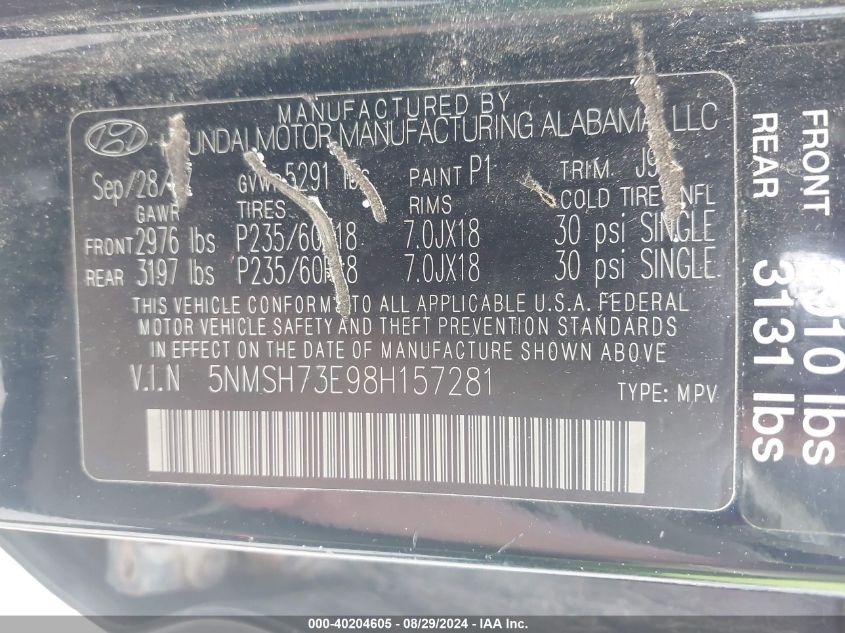 MANUFACTURED BY
HYUNDAI MOTOR MANUFACTURING ALABAMA, LLC
Sep/28/ GVWR 5291 lbs PAINT P1 TRIM J9
GAWR TIRES RIMS COLD TIRE INFL
FRONT 2976 lbs P235/60R18 7.0JX18 30 psi SINGLE
REAR 3197 lbs P235/60R18 7.0JX18 30 psi SINGLE
THIS VEHICLE CONFORMS TO ALL APPLICABLE U.S.A. FEDERAL
MOTOR VEHICLE SAFETY AND THEFT PREVENTION STANDARDS
IN EFFECT ON THE DATE OF MANUFACTURE SHOWN ABOVE
V.I.N 5NMSH73E98H157281 TYPE: MPV
FRONT 10 lbs
REAR 3131 lbs
000-40204605 - 08/29/2024 - IAA Inc.